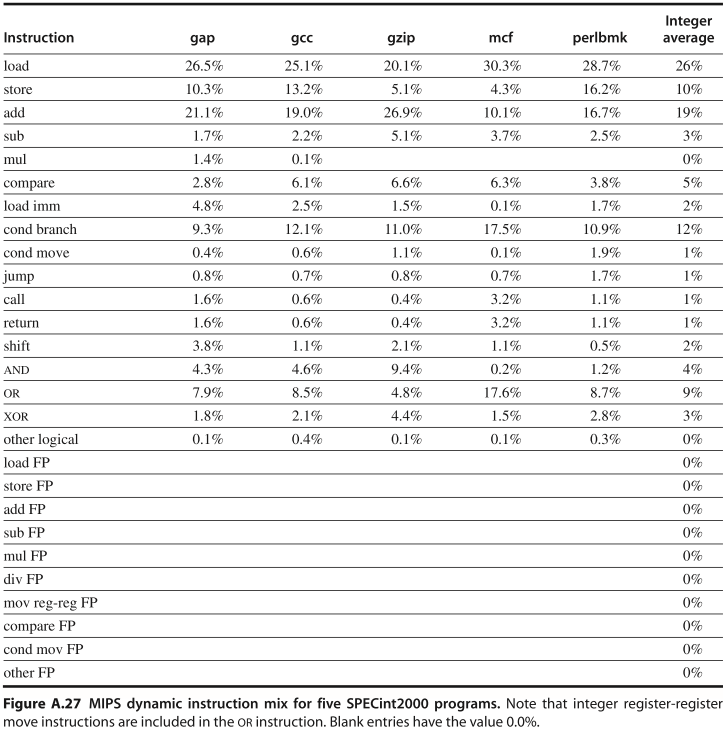 Integer
Instruction gap gcc gzip mcf perlbmk average
load 26.5% 25.1% 20.1% 30.3% 28.7% 26%
store 10.3% 13.2% 5.1% 4.3% 16.2% 10%
add 21.1% 19.0% 26.9% 10.1% 16.7% 19%
sub 1.7% 2.2% 5.1% 3.7% 2.5% 3%
mul 1.4% 0.1% 0%
compare 2.8% 6.1% 6.6% 6.3% 3.8% 5%
load imm 4.8% 2.5% 1.5% 0.1% 1.7% 2%
cond branch 9.3% 12.1% 11.0% 17.5% 10.9% 12%
cond move 0.4% 0.6% 1.1% 0.1% 1.9% 1%
jump 0.8% 0.7% 0.8% 0.7% 1.7% 1%
call 1.6% 0.6% 0.4% 3.2% 1.1% 1%
return 1.6% 0.6% 0.4% 3.2% 1.1% 1%
shift 3.8% 1.1% 2.1% 1.1% 0.5% 2%
AND 4.3% 4.6% 9.4% 0.2% 1.2% 4%
OR 7.9% 8.5% 4.8% 17.6% 8.7% 9%
XOR 1.8% 2.1% 4.4% 1.5% 2.8% 3%
other logical 0.1% 0.4% 0.1% 0.1% 0.3% 0%
load FP 0%
store FP 0%
add FP 0%
sub FP 0%
mul FP 0%
div FP 0%
mov reg-reg FP 0%
compare FP 0%
cond mov FP 0%
other FP 0%
Figure A.27 MIPS dynamic instruction mix for five SPECint2000 programs. Note that integer register-register
move instructions are included in the OR instruction. Blank entries have the value 0.0%.